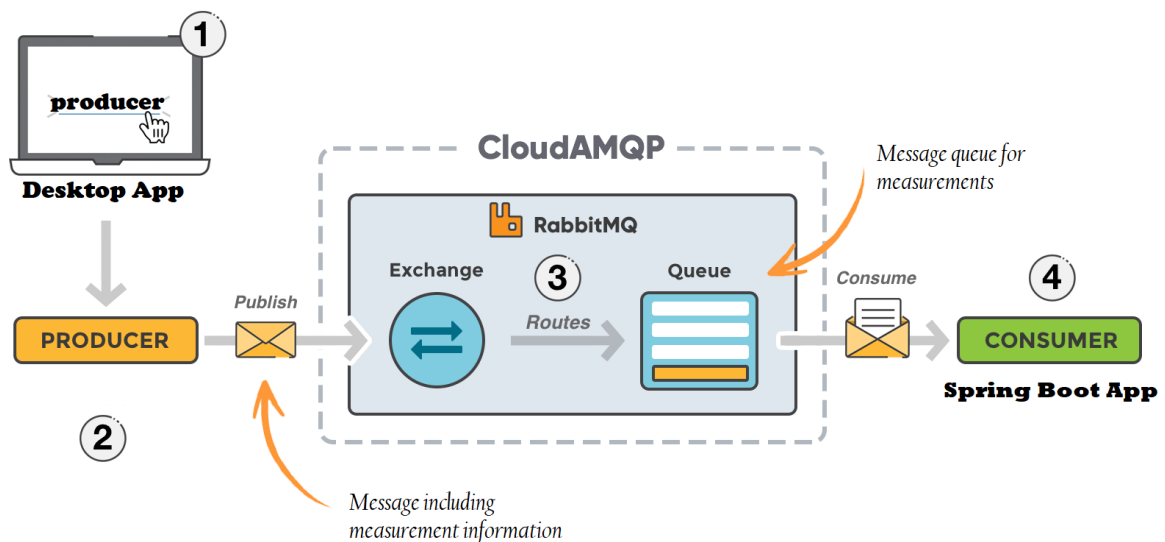 1
producer
Desktop App
CloudAMQP
Message queue for
measurements
RabbitMQ
Exchange
3
Queue
Consume
4
Publish
Routes
PRODUCER
CONSUMER
Spring Boot App
2
Message including
measurement information